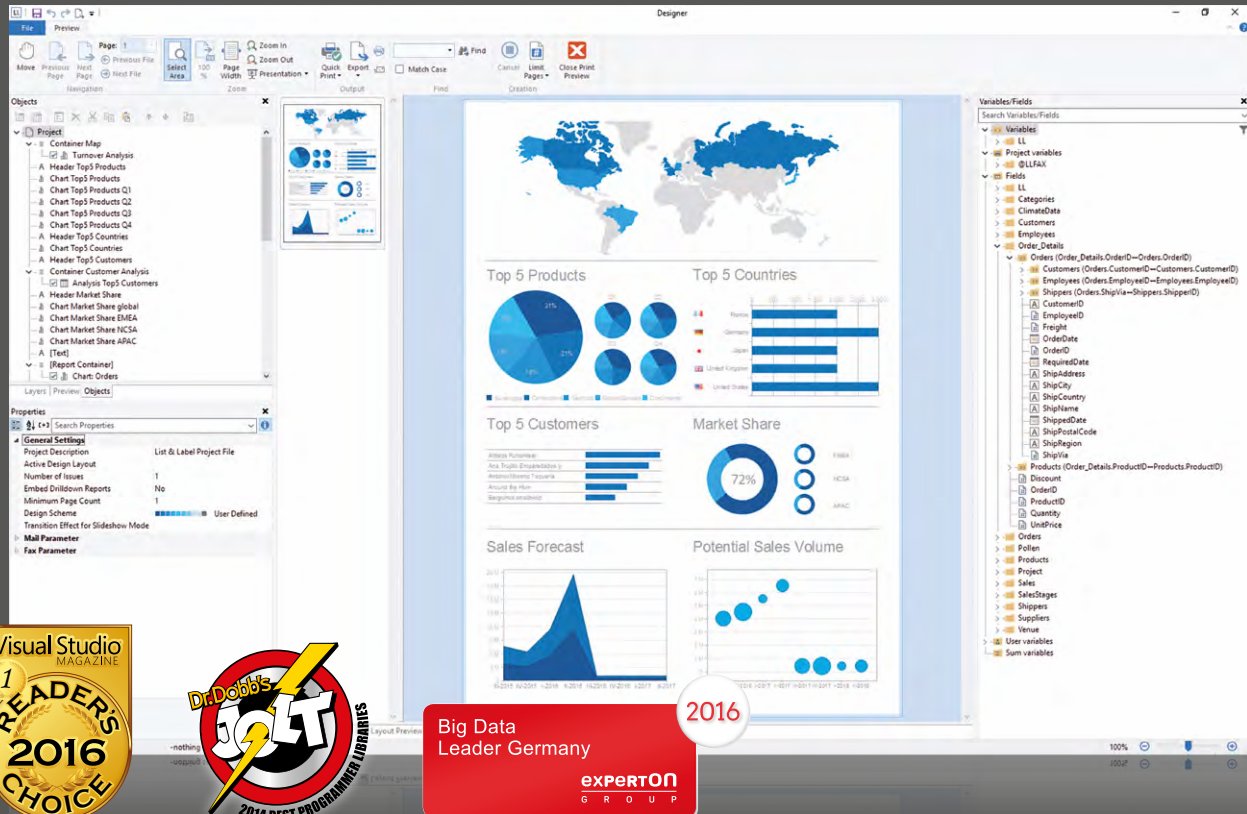 Designer
File
Preview
Move
Previous Page
Next Page
Page: 1
Previous File
Next File
Navigation
Select Area
100 %
Page Width
Zoom In
Zoom Out
Presentation
Zoom
Quick Print
Export
Output
Find
Match Case
Find
Cancel
Limit Pages
Creation
Close Print Preview
Objects
Project
Container Map
Turnover Analysis
Header Top5 Products
Chart Top5 Products
Chart Top5 Products Q1
Chart Top5 Products Q2
Chart Top5 Products Q3
Chart Top5 Products Q4
Header Top5 Countries
Chart Top5 Countries
Header Top5 Customers
Container Customer Analysis
Analysis Top5 Customers
Header Market Share
Chart Market Share global
Chart Market Share EMEA
Chart Market Share NCSA
Chart Market Share APAC
[Text]
[Report Container]
Chart: Orders
Layers
Preview
Objects
Properties
Search Properties
General Settings
Project Description List & Label Project File
Active Design Layout
Number of Issues 1
Embed Drilldown Reports No
Minimum Page Count 1
Design Scheme User Defined
Transition Effect for Slideshow Mode
Mail Parameter
Fax Parameter
Top 5 Products
21%
21%
Top 5 Countries
France
Germany
Japan
United Kingdom
United States
Top 5 Customers
Around the Horn
Market Share
72%
EMEA
NCSA
APAC
Sales Forecast
Potential Sales Volume
Variables/Fields
Search Variables/Fields
Variables
LL
Project variables
@LLFAX
Fields
LL
Categories
ClimateData
Customers
Employees
Order_Details
Orders (Order_Details.OrderID↔Orders.OrderID)
Customers (Orders.CustomerID↔Customers.CustomerID)
Employees (Orders.EmployeeID↔Employees.EmployeeID)
Shippers (Orders.ShipVia↔Shippers.ShipperID)
CustomerID
EmployeeID
Freight
OrderDate
OrderID
RequiredDate
ShipAddress
ShipCity
ShipCountry
ShipName
ShippedDate
ShipPostalCode
ShipRegion
ShipVia
Products (Order_Details.ProductID↔Products.ProductID)
Discount
OrderID
ProductID
Quantity
UnitPrice
Orders
Pollen
Products
Project
Sales
SalesStages
Shippers
Suppliers
Venue
User variables
Sum variables
100%
Layout Preview
-nothing
Visual Studio
MAGAZINE
1
READER'S
2016
CHOICE
Dr.Dobb's
JOLT
2014 BEST PROGRAMMER LIBRARIES
Big Data
Leader Germany
2016
experton
GROUP